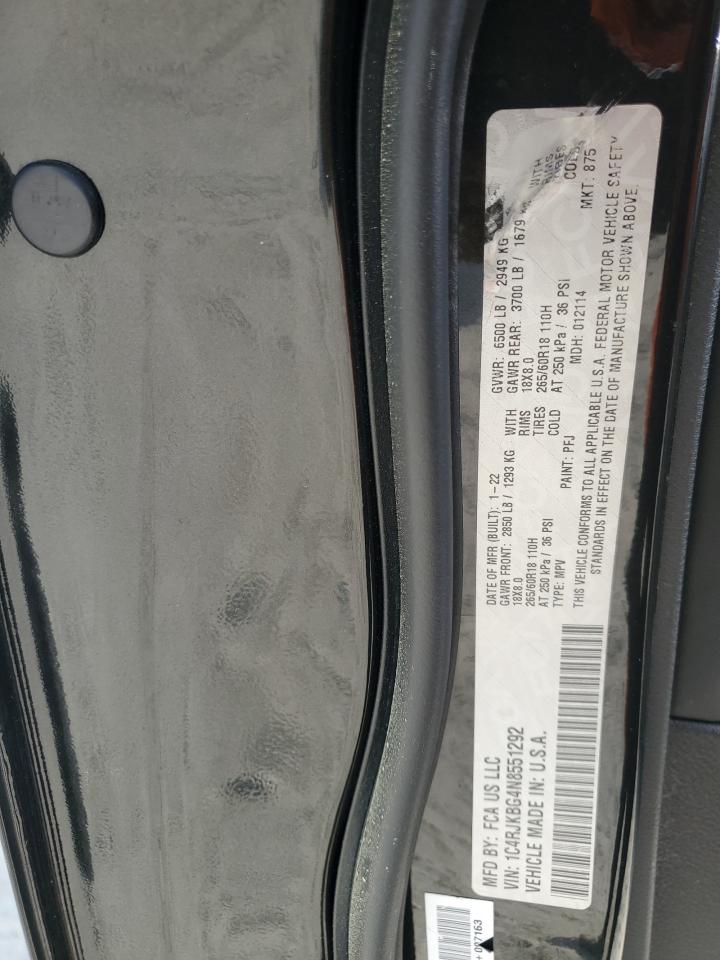 MFD BY: FCA US LLC
VIN: 1C4RJKBG4N8551292
VEHICLE MADE IN: U.S.A.
DATE OF MFR (BUILT): 1-22
GAWR FRONT: 2850 LB / 1293 KG WITH
18X8.0 RIMS
265/60R18 110H TIRES
AT 250 kPa / 36 PSI COLD
TYPE: MPV PAINT: PFJ
GVWR: 6500 LB / 2949 KG
GAWR REAR: 3700 LB / 1679 KG WITH
18X8.0 RIMS
265/60R18 110H TIRES
AT 250 kPa / 36 PSI COLD
MDH: 012114 MKT: 875
THIS VEHICLE CONFORMS TO ALL APPLICABLE U.S.A. FEDERAL MOTOR VEHICLE SAFETY
STANDARDS IN EFFECT ON THE DATE OF MANUFACTURE SHOWN ABOVE.